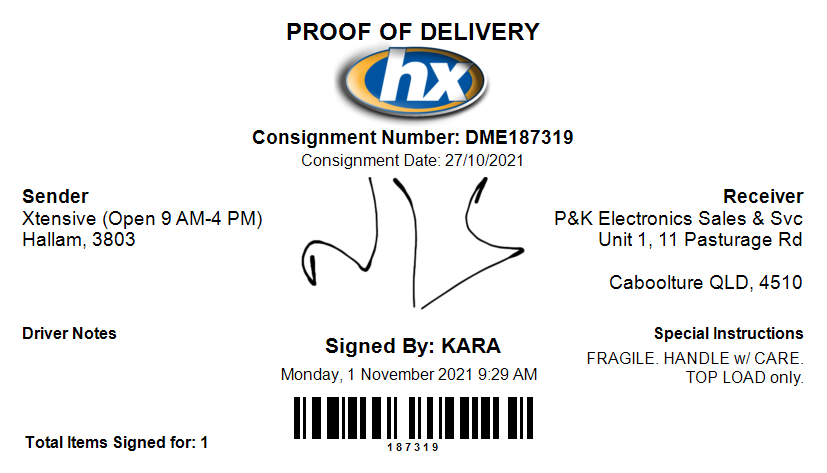 PROOF OF DELIVERY
hx
Consignment Number: DME187319
Consignment Date: 27/10/2021
Sender
Xtensive (Open 9 AM-4 PM)
Hallam, 3803
Receiver
P&K Electronics Sales & Svc
Unit 1, 11 Pasturage Rd
Caboolture QLD, 4510
Driver Notes
Special Instructions
FRAGILE. HANDLE w/ CARE.
TOP LOAD only.
Signed By: KARA
Monday, 1 November 2021 9:29 AM
187319
Total Items Signed for: 1